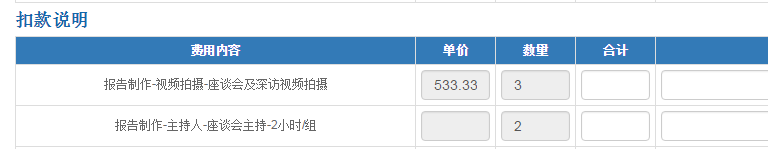 扣款说明
费用内容 单价 数量 合计
报告制作-视频拍摄-座谈会及深访视频拍摄 533.33 3
报告制作-主持人-座谈会主持-2小时/组 2